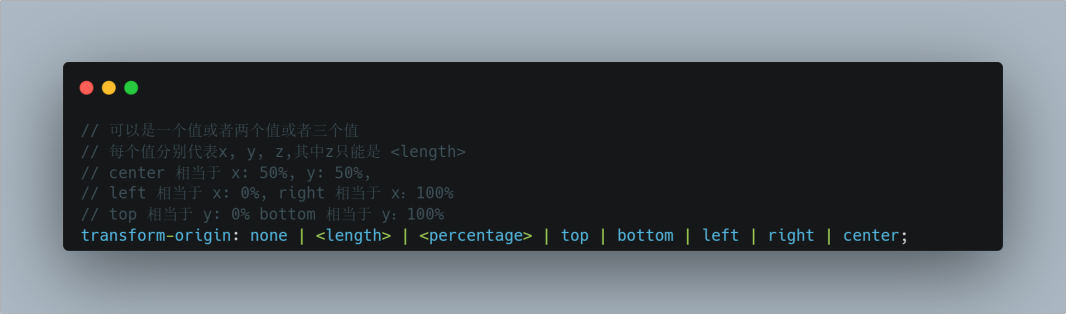 // 可以是一个值或者两个值或者三个值
// 每个值分别代表x, y, z,其中z只能是 <length>
// center 相当于 x: 50%, y: 50%,
// left 相当于 x: 0%, right 相当于 x：100%
// top 相当于 y: 0% bottom 相当于 y：100%
transform-origin: none | <length> | <percentage> | top | bottom | left | right | center;